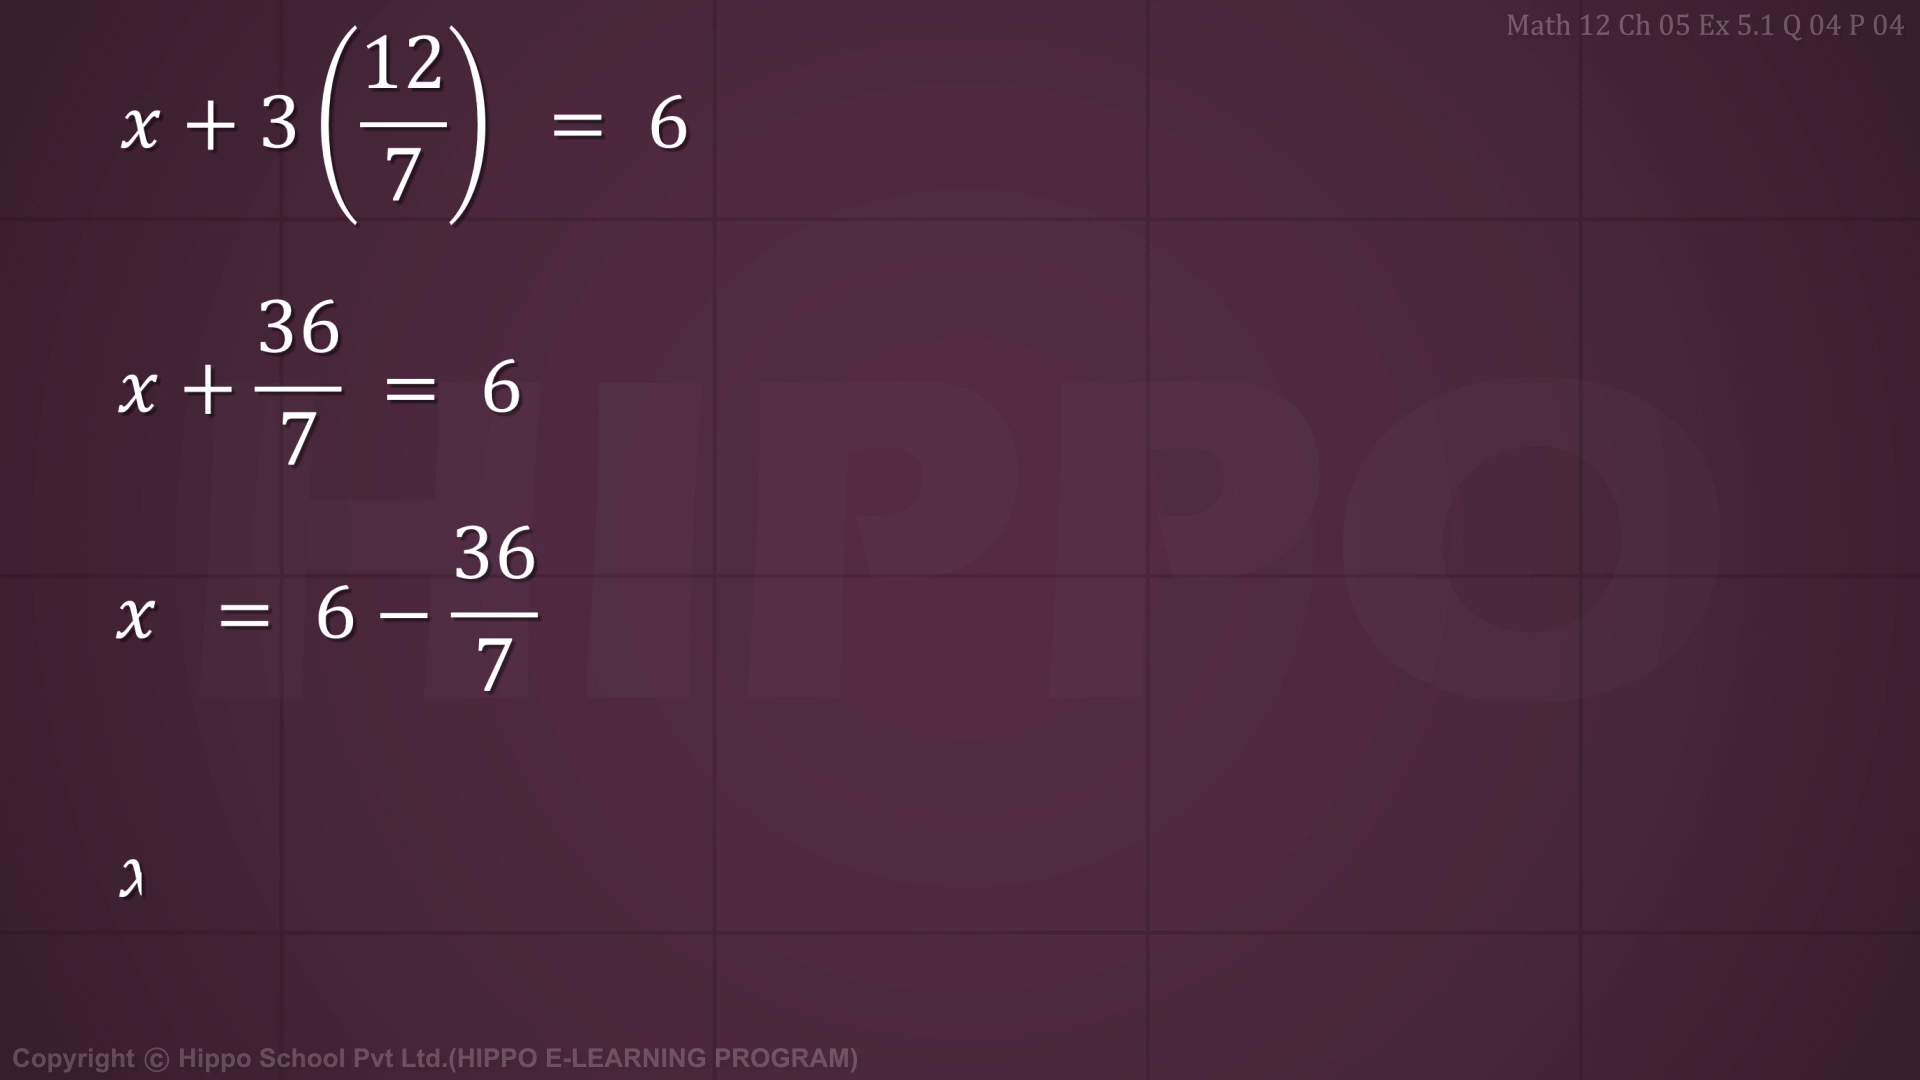 Math 12 Ch 05 Ex 5.1 Q 04 P 04
x + 3(12/7) = 6
x + 36/7 = 6
x = 6 − 36/7
x
HIPPO
Copyright © Hippo School Pvt Ltd.(HIPPO E-LEARNING PROGRAM)